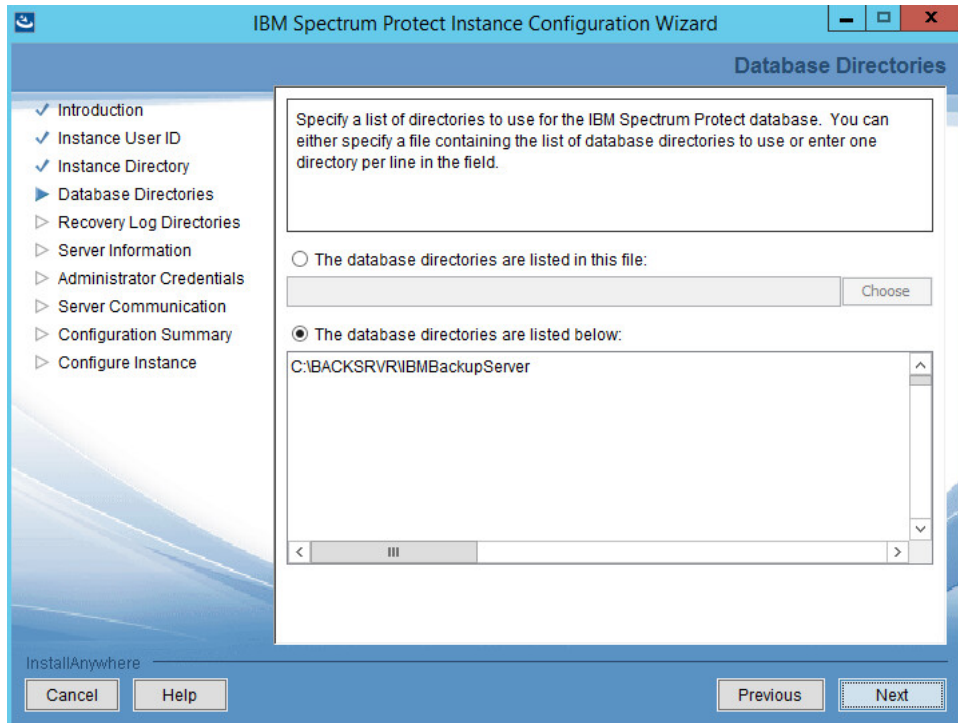 IBM Spectrum Protect Instance Configuration Wizard
Database Directories
Introduction
Instance User ID
Instance Directory
Database Directories
Recovery Log Directories
Server Information
Administrator Credentials
Server Communication
Configuration Summary
Configure Instance
Specify a list of directories to use for the IBM Spectrum Protect database. You can
either specify a file containing the list of database directories to use or enter one
directory per line in the field.
The database directories are listed in this file:
Choose
The database directories are listed below:
C:\BACKSRVR\IBMBackupServer
InstallAnywhere
Cancel
Help
Previous
Next